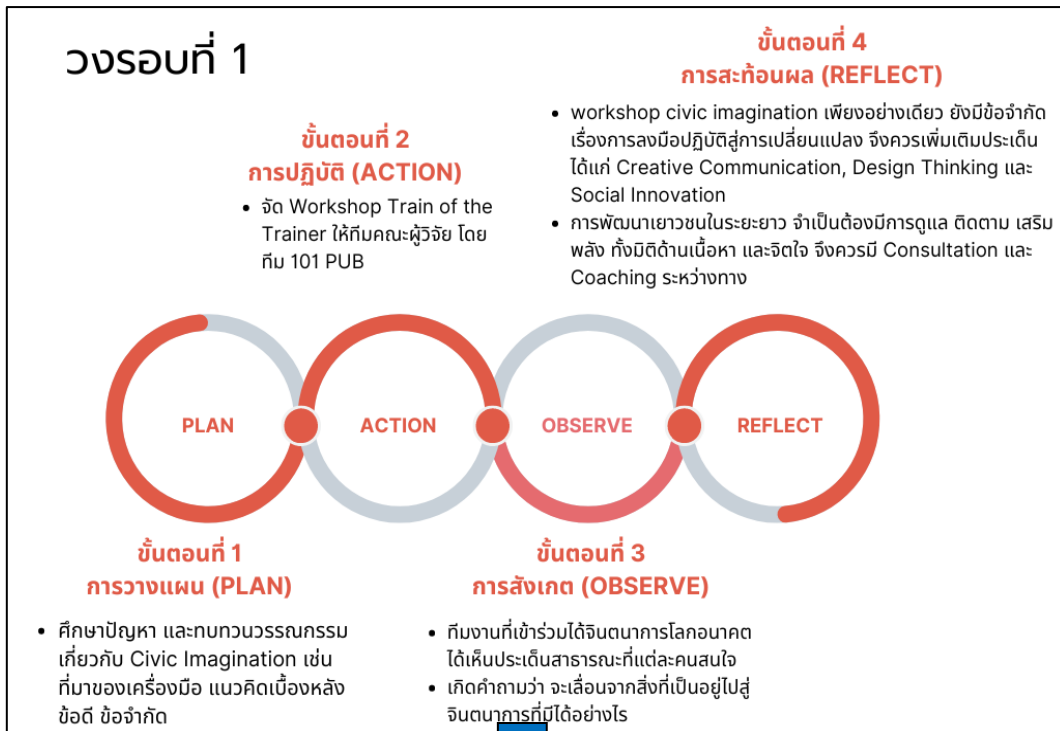 วงรอบที่ 1
ขั้นตอนที่ 4
การสะท้อนผล (REFLECT)
• workshop civic imagination เพียงอย่างเดียว ยังมีข้อจำกัด
เรื่องการลงมือปฏิบัติสู่การเปลี่ยนแปลง จึงควรเพิ่มเติมประเด็น
ได้แก่ Creative Communication, Design Thinking และ
Social Innovation
• การพัฒนาเยาวชนในระยะยาว จำเป็นต้องมีการดูแล ติดตาม เสริม
พลัง ทั้งมิติด้านเนื้อหา และจิตใจ จึงควรมี Consultation และ
Coaching ระหว่างทาง
ขั้นตอนที่ 2
การปฏิบัติ (ACTION)
• จัด Workshop Train of the
Trainer ให้ทีมคณะผู้วิจัย โดย
ทีม 101 PUB
PLAN
ACTION
OBSERVE
REFLECT
ขั้นตอนที่ 1
การวางแผน (PLAN)
• ศึกษาปัญหา และทบทวนวรรณกรรม
เกี่ยวกับ Civic Imagination เช่น
ที่มาของเครื่องมือ แนวคิดเบื้องหลัง
ข้อดี ข้อจำกัด
ขั้นตอนที่ 3
การสังเกต (OBSERVE)
• ทีมงานที่เข้าร่วมได้จินตนาการโลกอนาคต
ได้เห็นประเด็นสาธารณะที่แต่ละคนสนใจ
• เกิดคำถามว่า จะเลื่อนจากสิ่งที่เป็นอยู่ไปสู่
จินตนาการที่มีได้อย่างไร